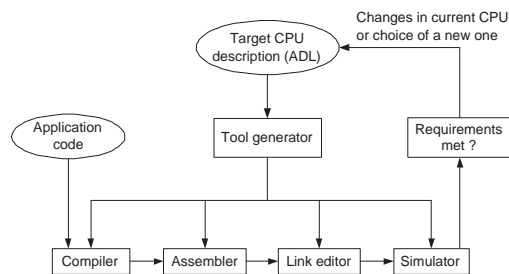 Changes in current CPU
or choice of a new one
Target CPU
description (ADL)
Application
code
Tool generator
Requirements
met ?
Compiler
Assembler
Link editor
Simulator